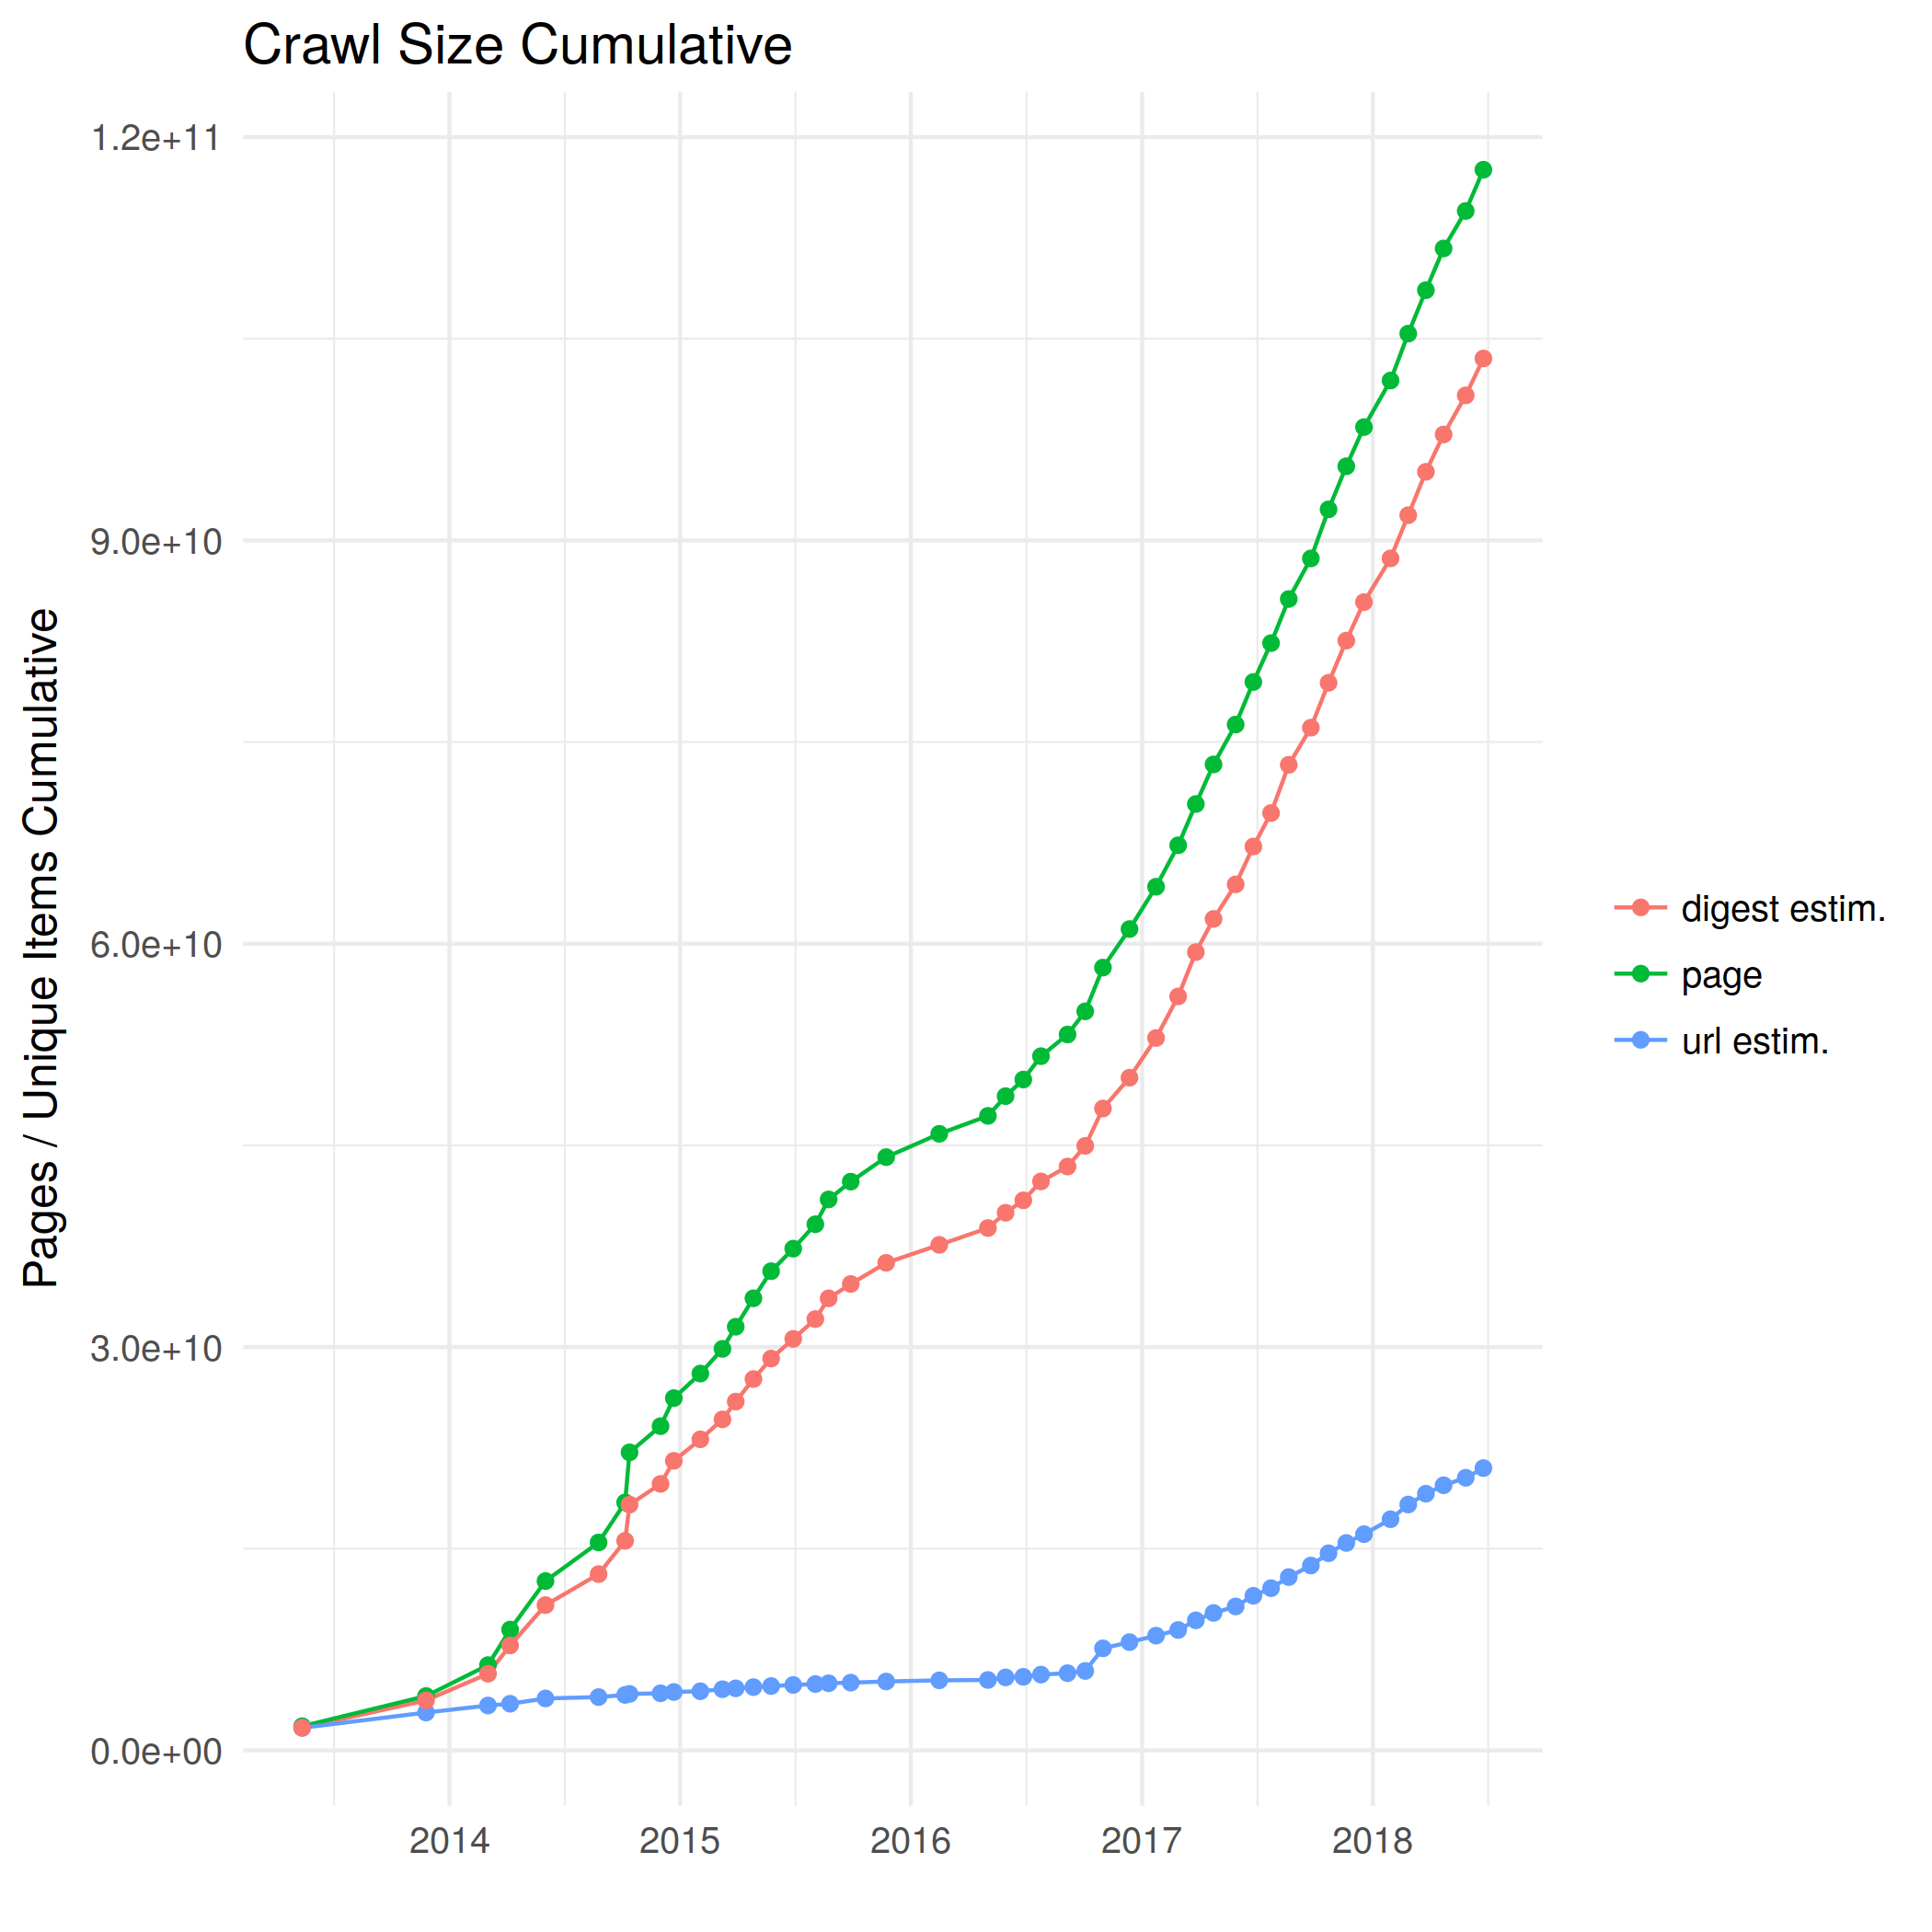 Crawl Size Cumulative
Pages / Unique Items Cumulative
1.2e+11
9.0e+10
6.0e+10
3.0e+10
0.0e+00
2014
2015
2016
2017
2018
digest estim.
page
url estim.